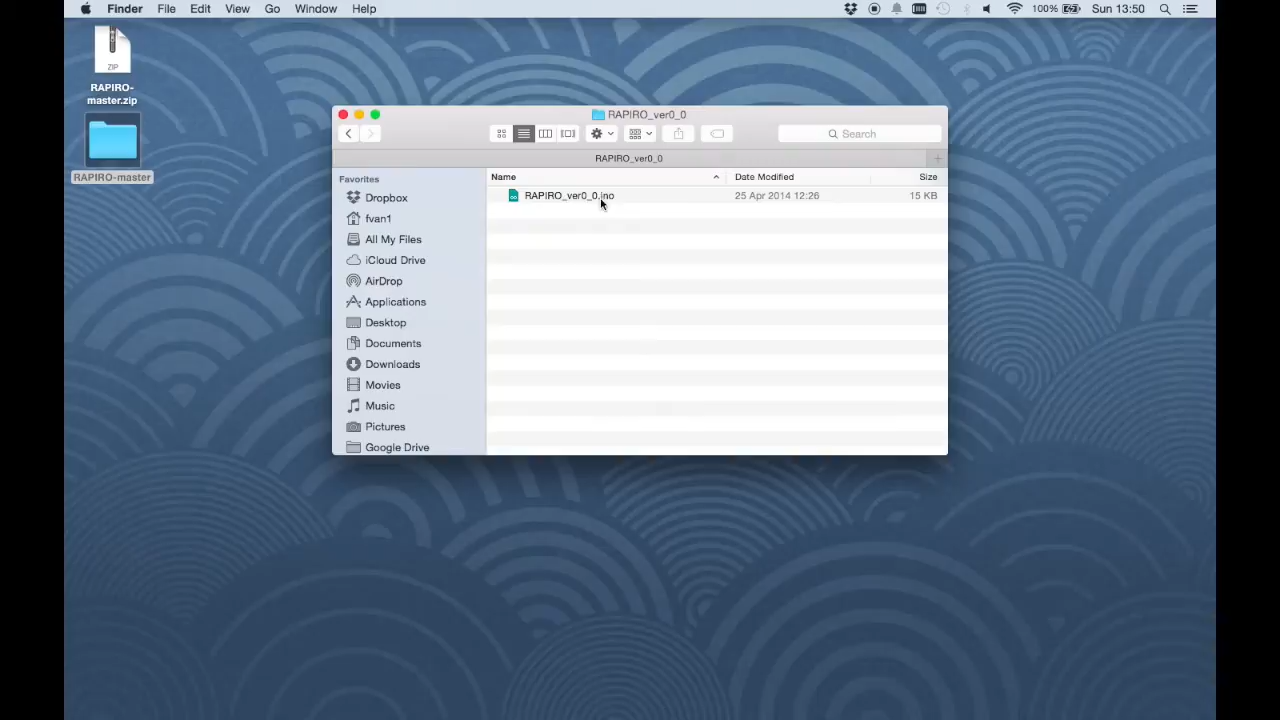 Finder File Edit View Go Window Help 100% Sun 13:50
ZIP
RAPIRO-
master.zip
RAPIRO-master
RAPIRO_ver0_0
Search
RAPIRO_ver0_0
Favorites
Dropbox
fvan1
All My Files
iCloud Drive
AirDrop
Applications
Desktop
Documents
Downloads
Movies
Music
Pictures
Google Drive
Name Date Modified Size
RAPIRO_ver0_0.ino 25 Apr 2014 12:26 15 KB